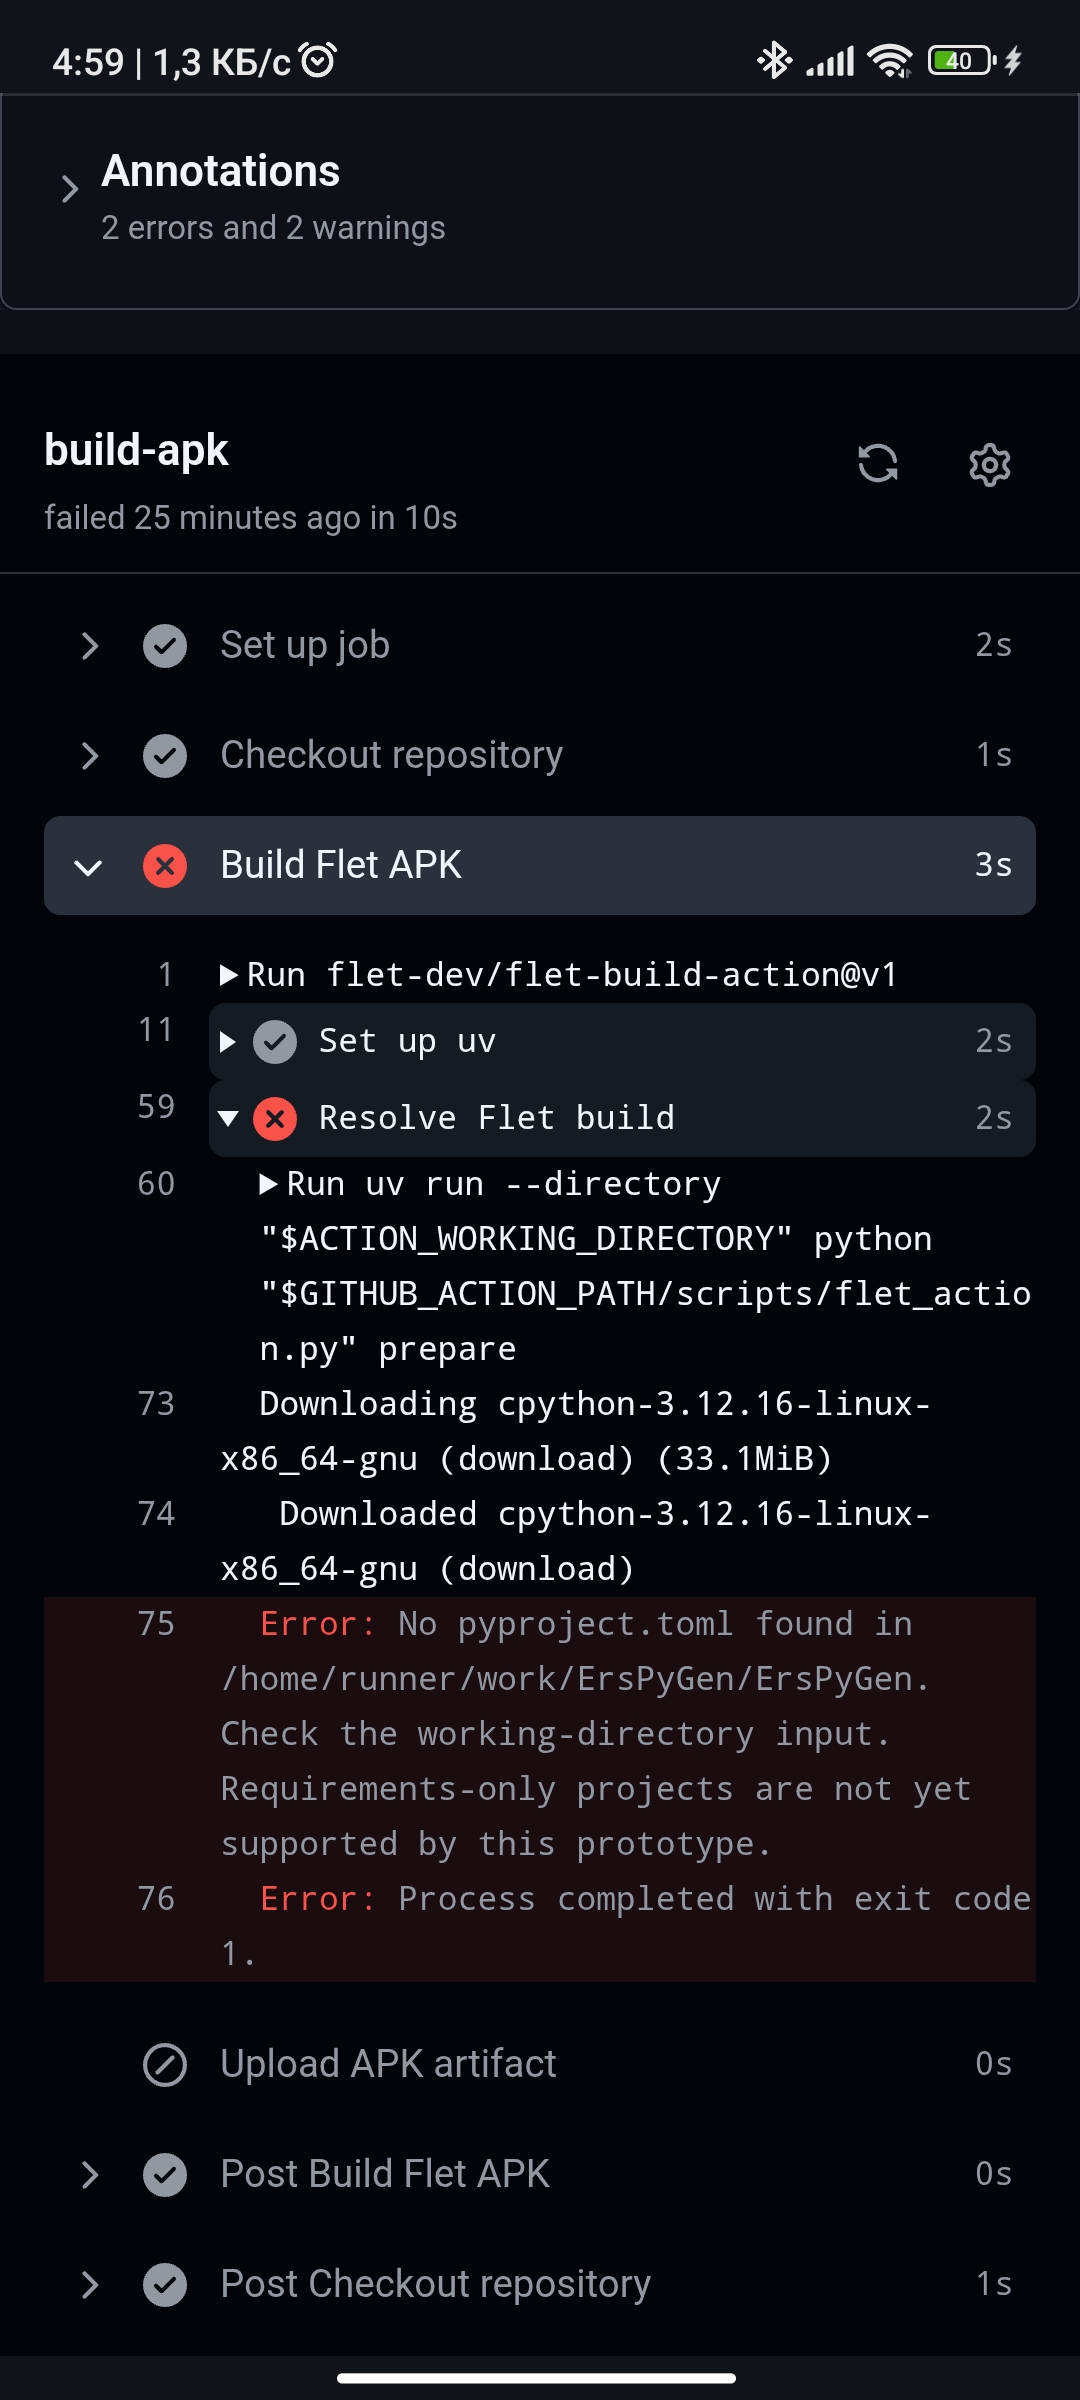 4:59 | 1,3 КБ/с
40
Annotations
2 errors and 2 warnings
build-apk
failed 25 minutes ago in 10s
Set up job 2s
Checkout repository 1s
Build Flet APK 3s
1 Run flet-dev/flet-build-action@v1
11 Set up uv 2s
59 Resolve Flet build 2s
60 Run uv run --directory
"$ACTION_WORKING_DIRECTORY" python
"$GITHUB_ACTION_PATH/scripts/flet_actio
n.py" prepare
73 Downloading cpython-3.12.16-linux-
x86_64-gnu (download) (33.1MiB)
74 Downloaded cpython-3.12.16-linux-
x86_64-gnu (download)
75 Error: No pyproject.toml found in
/home/runner/work/ErsPyGen/ErsPyGen.
Check the working-directory input.
Requirements-only projects are not yet
supported by this prototype.
76 Error: Process completed with exit code
1.
Upload APK artifact 0s
Post Build Flet APK 0s
Post Checkout repository 1s